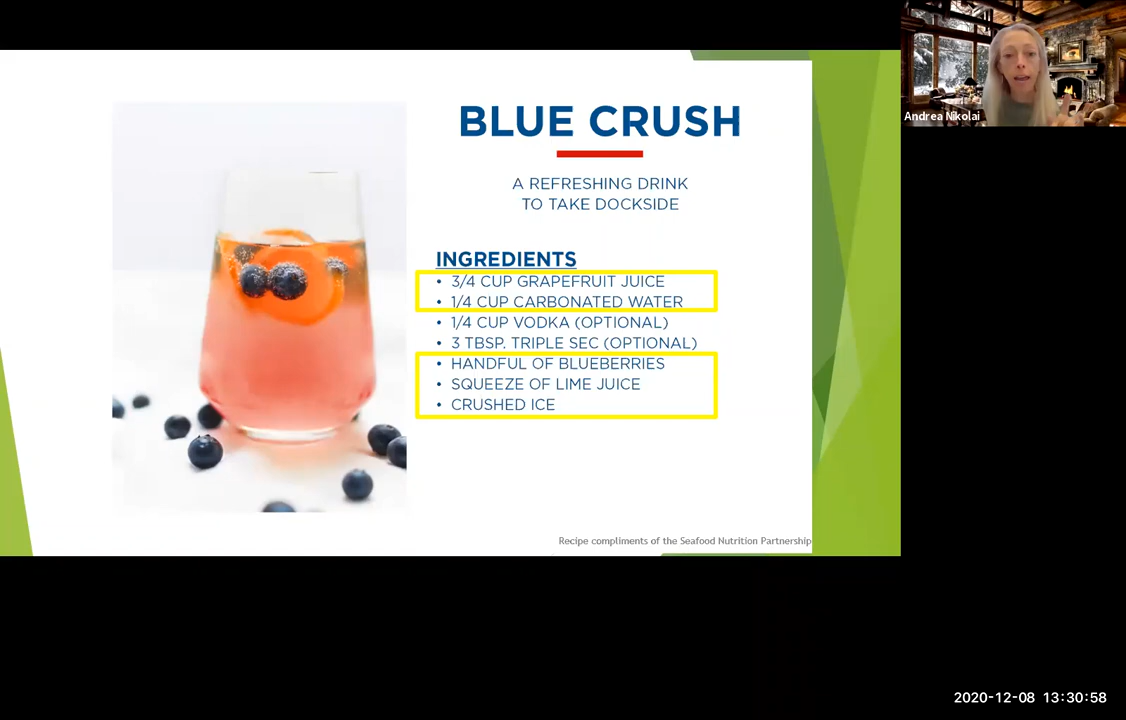 BLUE CRUSH
A REFRESHING DRINK
TO TAKE DOCKSIDE
INGREDIENTS
• 3/4 CUP GRAPEFRUIT JUICE
• 1/4 CUP CARBONATED WATER
• 1/4 CUP VODKA (OPTIONAL)
• 3 TBSP. TRIPLE SEC (OPTIONAL)
• HANDFUL OF BLUEBERRIES
• SQUEEZE OF LIME JUICE
• CRUSHED ICE
Recipe compliments of the Seafood Nutrition Partnership
Andrea Nikolai
2020-12-08 13:30:58